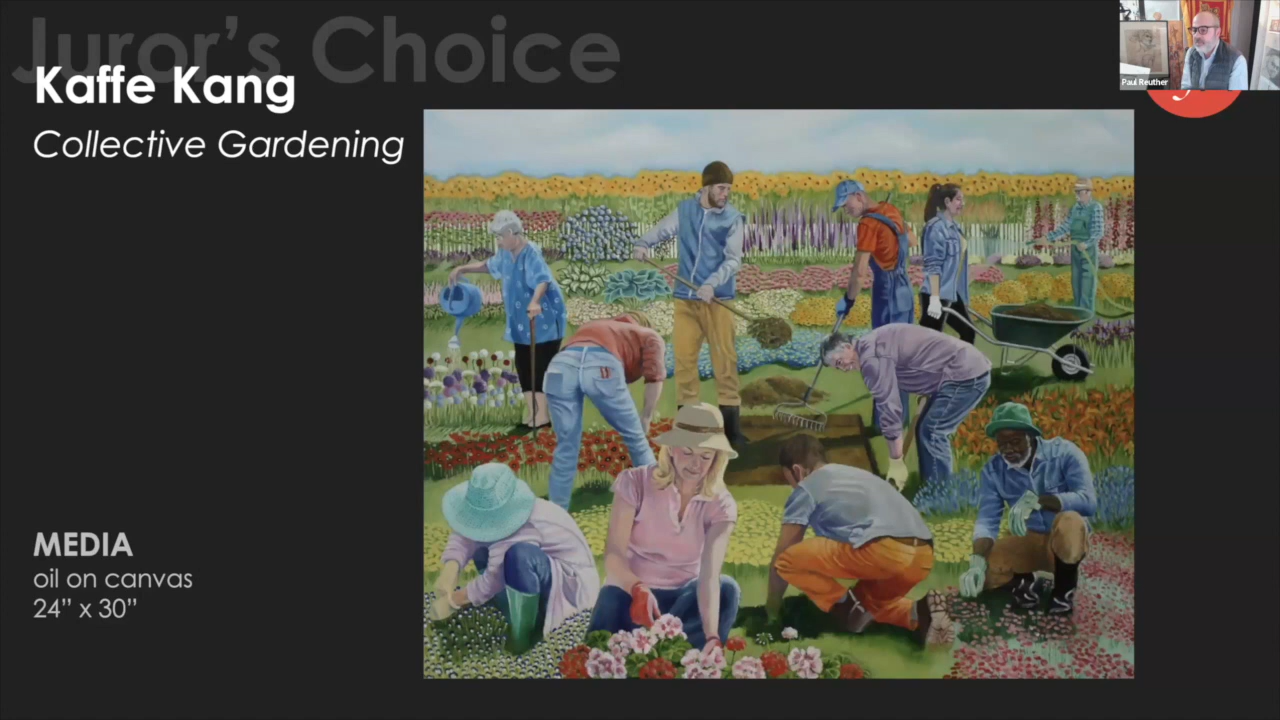 Juror’s Choice
Kaffe Kang
Collective Gardening
Paul Reuther
MEDIA
oil on canvas
24” x 30”